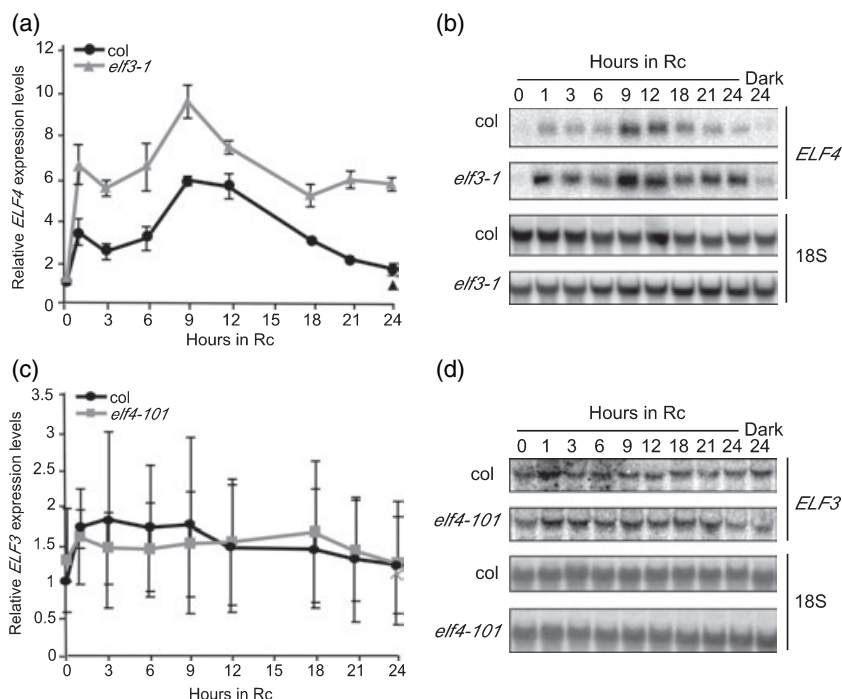 (a)
12
10
8
6
4
2
0
Relative ELF4 expression levels
col
elf3-1
0 3 6 9 12 15 18 21 24
Hours in Rc
(b)
Hours in Rc
Dark
0 1 3 6 9 12 18 21 24 24
col
elf3-1
ELF4
col
elf3-1
18S
(c)
3.5
3
2.5
2
1.5
1
0.5
0
Relative ELF3 expression levels
col
elf4-101
0 3 6 9 12 15 18 21 24
Hours in Rc
(d)
Hours in Rc
Dark
0 1 3 6 9 12 18 21 24 24
col
elf4-101
ELF3
col
elf4-101
18S